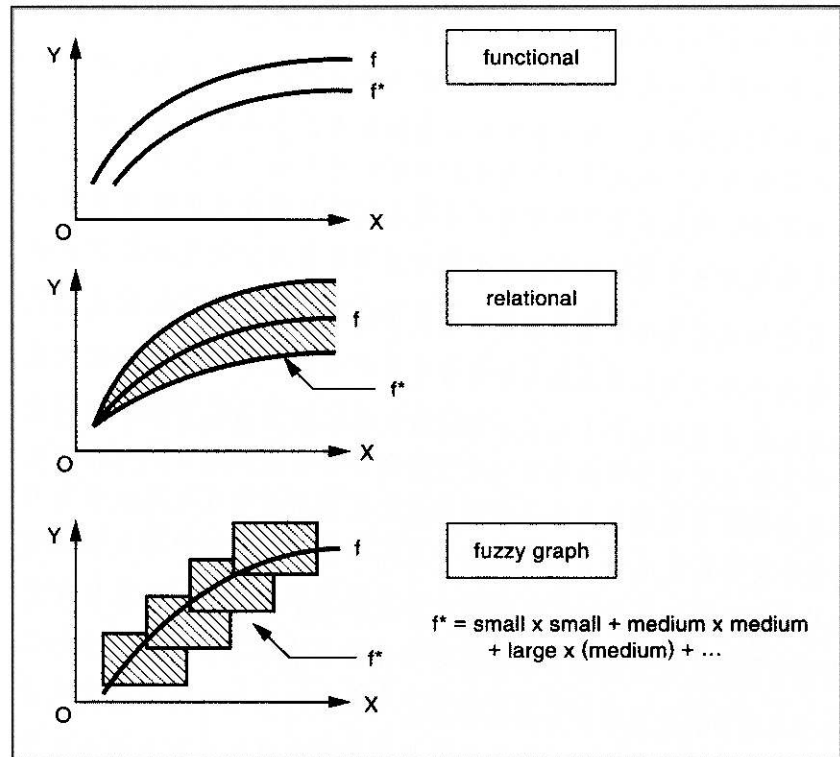 Y
f
functional
f*
O
X
Y
relational
f
f*
O
X
Y
f
fuzzy graph
f* = small x small + medium x medium
+ large x (medium) + ...
f*
O
X